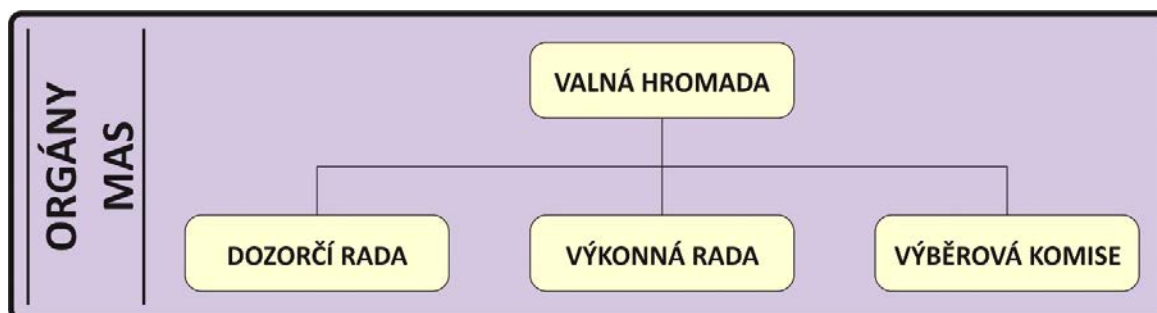 ORGÁNY
MAS
VALNÁ HROMADA
DOZORČÍ RADA
VÝKONNÁ RADA
VÝBĚROVÁ KOMISE